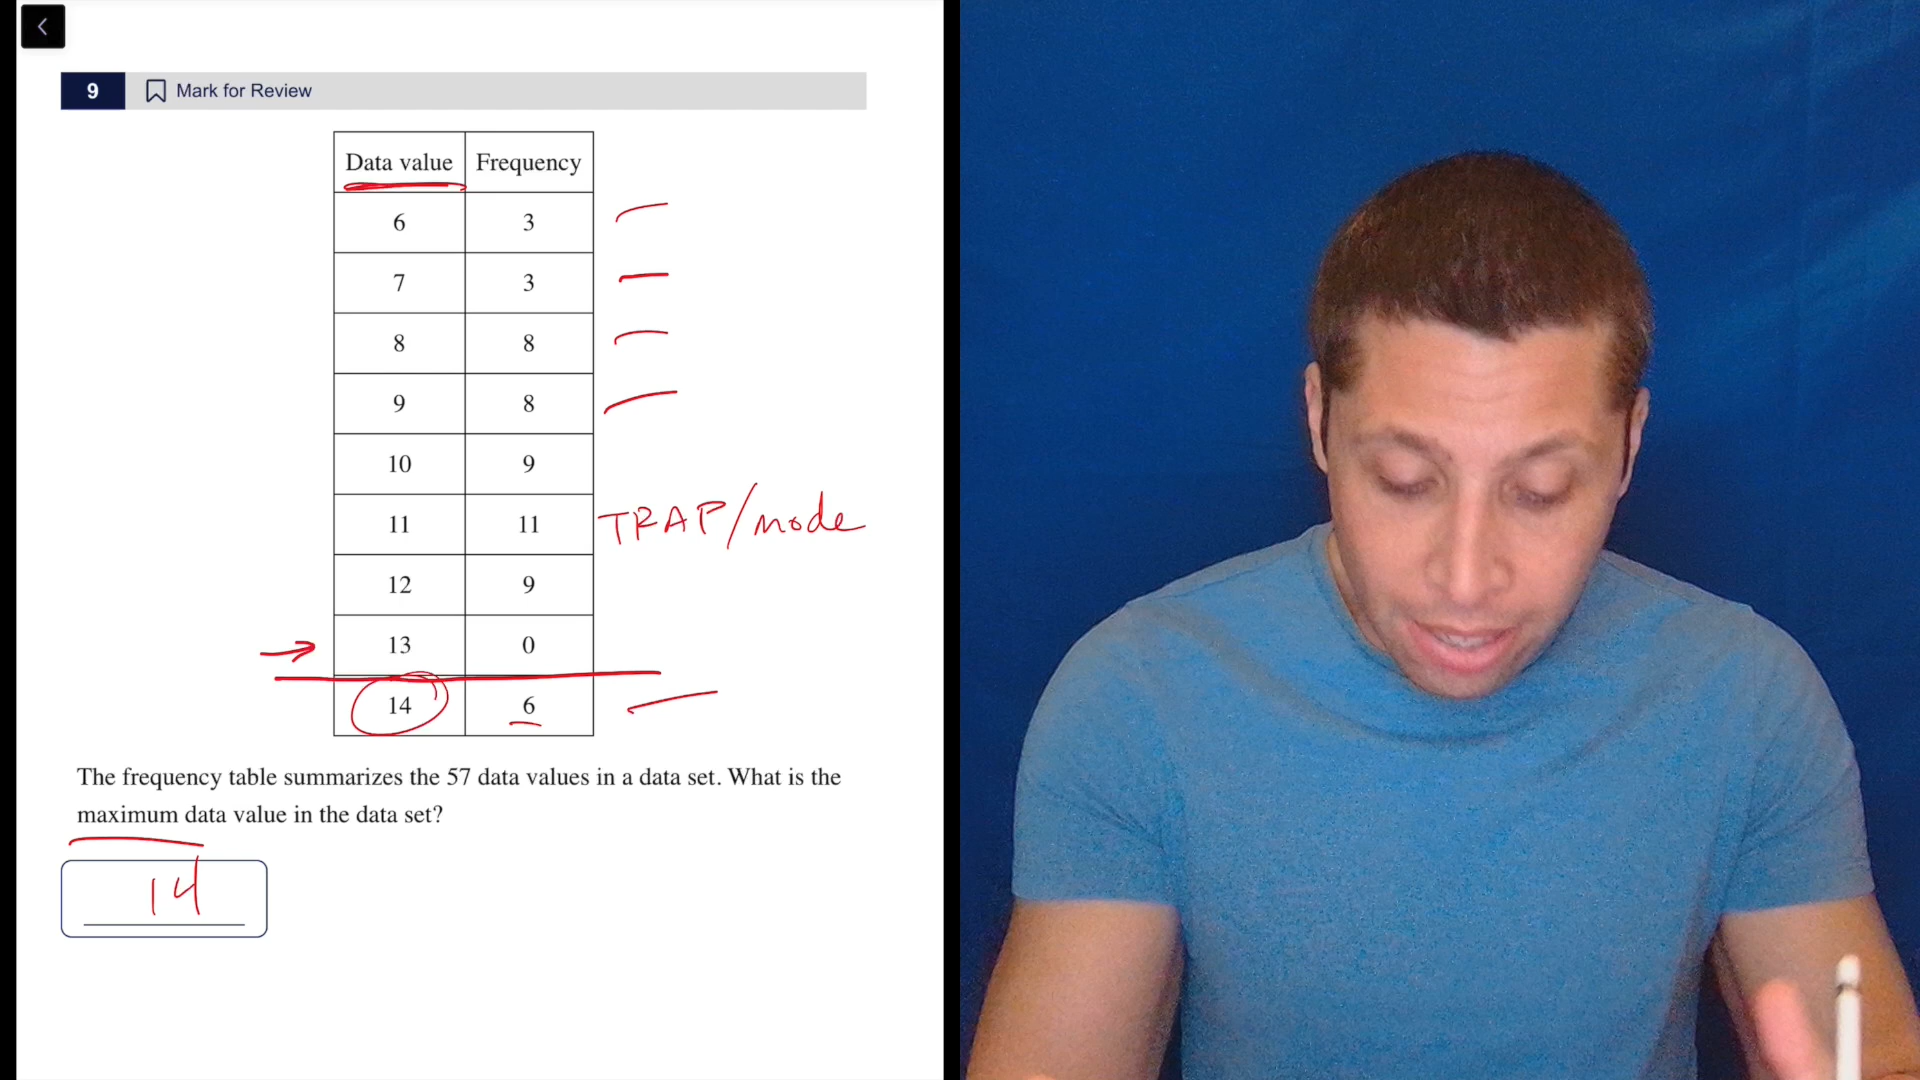 9 Mark for Review
Data value Frequency
6 3
7 3
8 8
9 8
10 9
11 11 TRAP/mode
12 9
13 0
14 6
The frequency table summarizes the 57 data values in a data set. What is the
maximum data value in the data set?
14